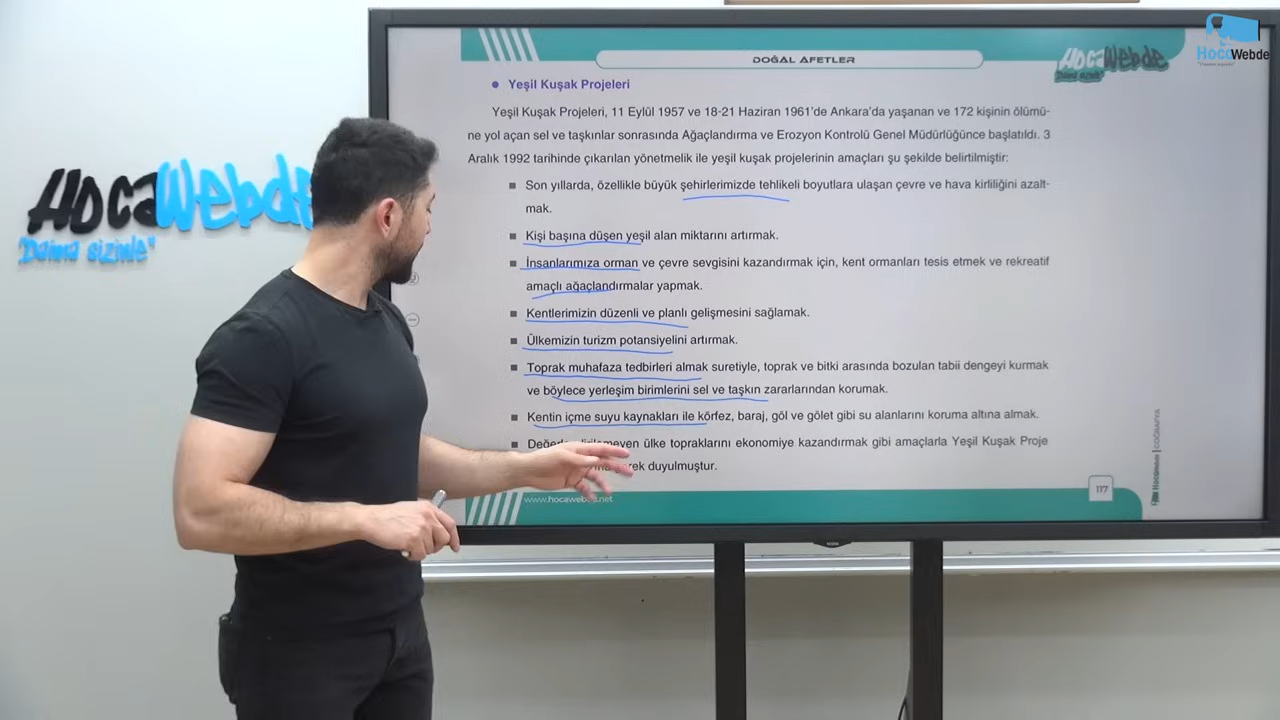 HocaWebde
HocaWebde
"Daima sizinle"
DOĞAL AFETLER
HocaWebde
"Daima sizinle"
Yeşil Kuşak Projeleri
Yeşil Kuşak Projeleri, 11 Eylül 1957 ve 18-21 Haziran 1961'de Ankara'da yaşanan ve 172 kişinin ölümü-
ne yol açan sel ve taşkınlar sonrasında Ağaçlandırma ve Erozyon Kontrolü Genel Müdürlüğünce başlatıldı. 3
Aralık 1992 tarihinde çıkarılan yönetmelik ile yeşil kuşak projelerinin amaçları şu şekilde belirtilmiştir:
Son yıllarda, özellikle büyük şehirlerimizde tehlikeli boyutlara ulaşan çevre ve hava kirliliğini azalt-
mak.
Kişi başına düşen yeşil alan miktarını artırmak.
İnsanlarımıza orman ve çevre sevgisini kazandırmak için, kent ormanları tesis etmek ve rekreatif
amaçlı ağaçlandırmalar yapmak.
Kentlerimizin düzenli ve planlı gelişmesini sağlamak.
Ülkemizin turizm potansiyelini artırmak.
Toprak muhafaza tedbirleri almak suretiyle, toprak ve bitki arasında bozulan tabii dengeyi kurmak
ve böylece yerleşim birimlerini sel ve taşkın zararlarından korumak.
Kentin içme suyu kaynakları ile körfez, baraj, göl ve gölet gibi su alanlarını koruma altına almak.
ülke topraklarını ekonomiye kazandırmak gibi amaçlarla Yeşil Kuşak Proje
duyulmuştur.
117
HocaWebde | COĞRAFYA